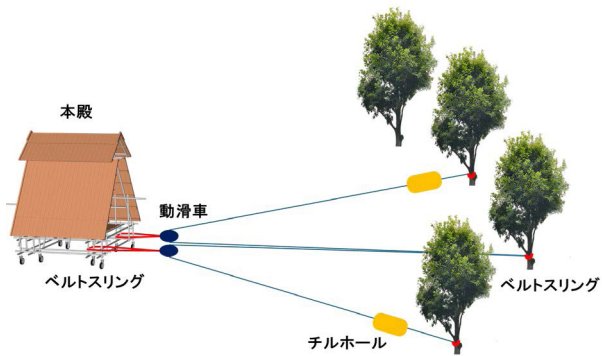 本殿
動滑車
ベルトスリング
ベルトスリング
チルホール